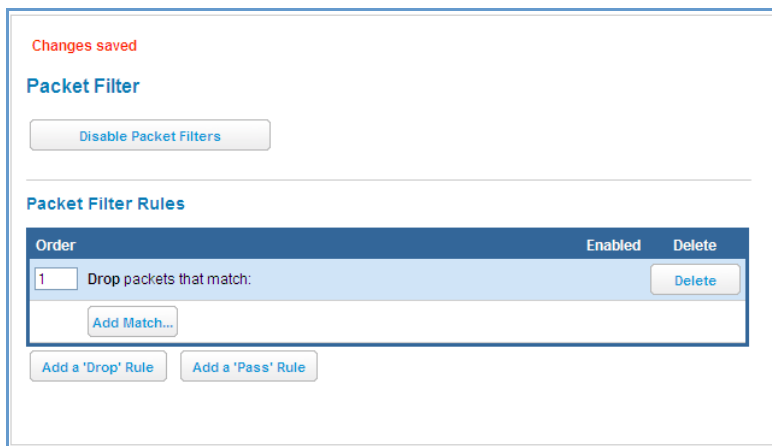 Changes saved
Packet Filter
Disable Packet Filters
Packet Filter Rules
Order Enabled Delete
1 Drop packets that match: Delete
Add Match...
Add a 'Drop' Rule Add a 'Pass' Rule